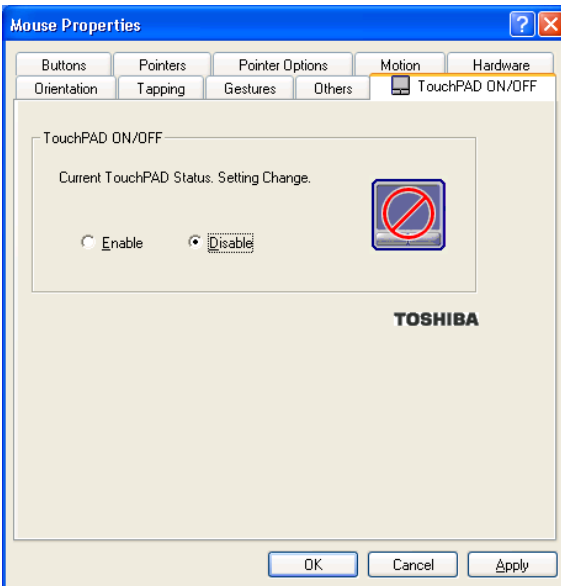 Mouse Properties
Buttons Pointers Pointer Options Motion Hardware
Orientation Tapping Gestures Others TouchPAD ON/OFF
TouchPAD ON/OFF
Current TouchPAD Status. Setting Change.
Enable Disable
TOSHIBA
OK Cancel Apply